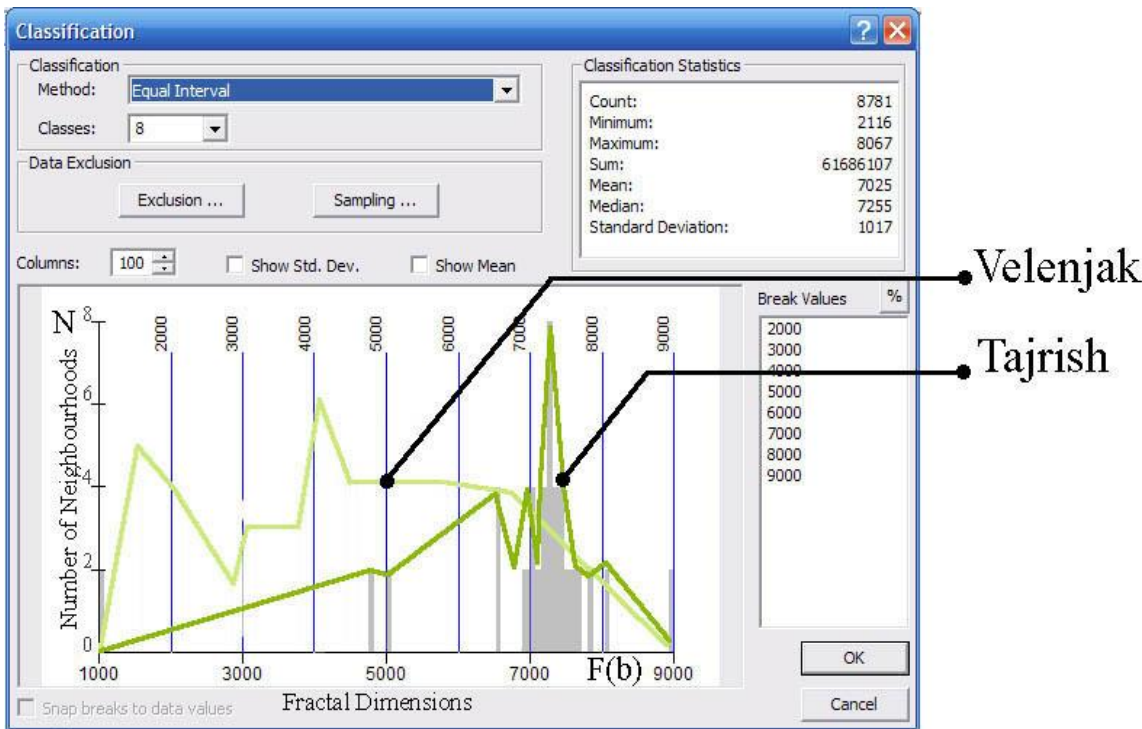 Classification
Classification
Method: Equal Interval
Classes: 8
Data Exclusion
Exclusion ...
Sampling ...
Classification Statistics
Count: 8781
Minimum: 2116
Maximum: 8067
Sum: 61686107
Mean: 7025
Median: 7255
Standard Deviation: 1017
Columns: 100
Show Std. Dev.
Show Mean
Velenjak
Tajrish
Break Values
%
2000
3000
4000
5000
6000
7000
8000
9000
N
Number of Neighbourhoods
8
6
4
2
0
2000
3000
4000
5000
6000
7000
8000
9000
1000
3000
5000
7000
F(b)
9000
Fractal Dimensions
Snap breaks to data values
OK
Cancel